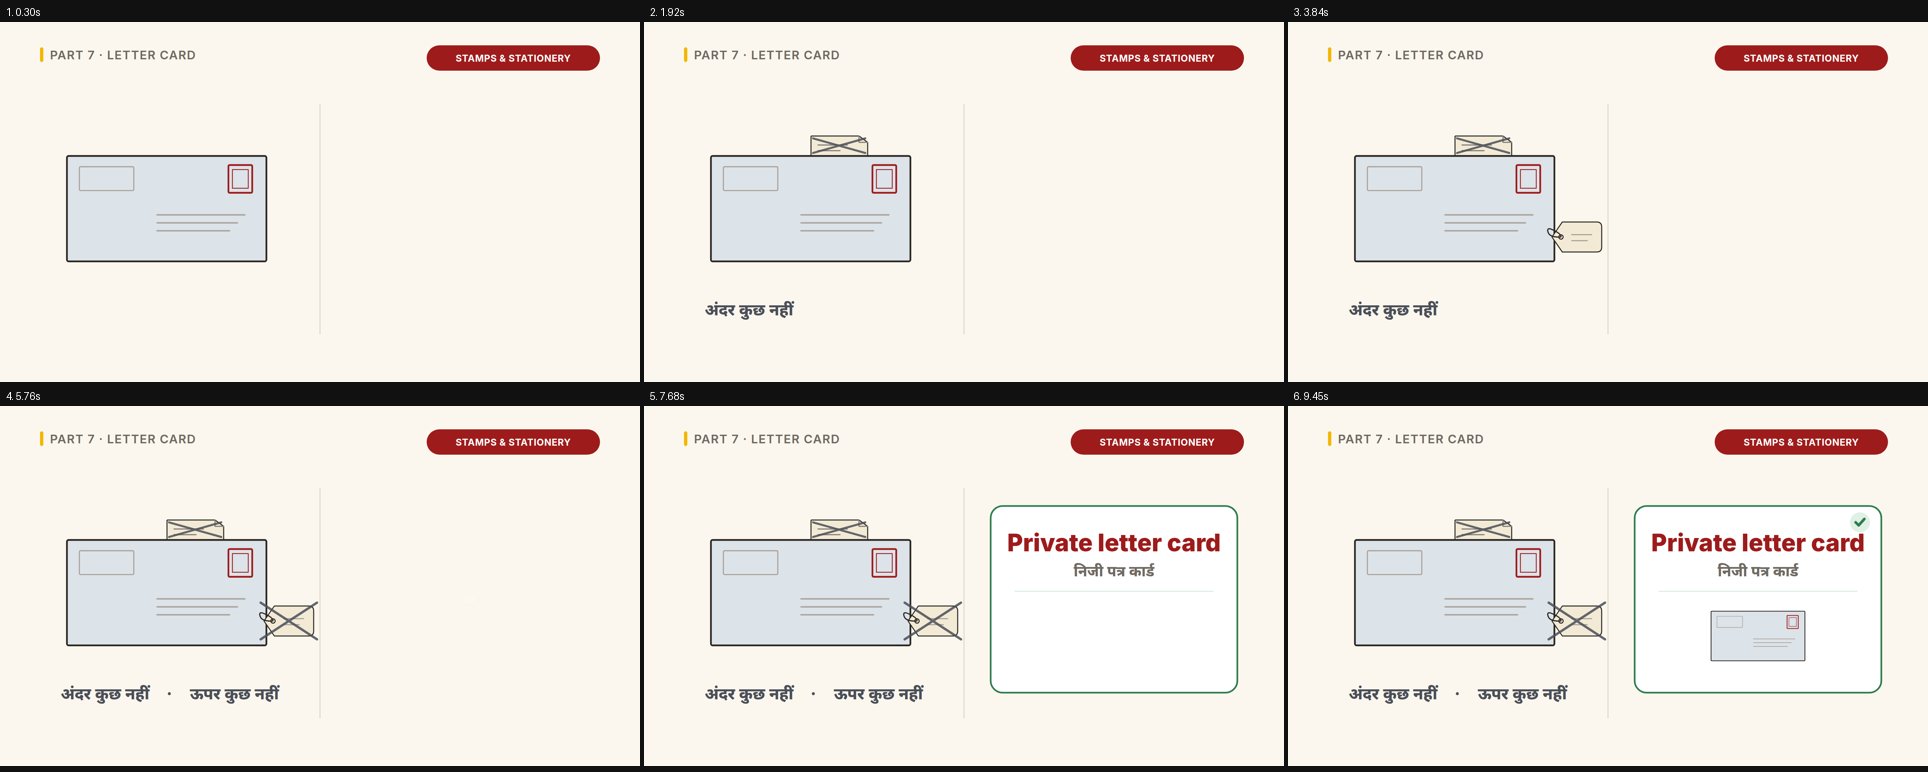 1. 0.30s
PART 7 · LETTER CARD
STAMPS & STATIONERY
2. 1.92s
PART 7 · LETTER CARD
STAMPS & STATIONERY
अंदर कुछ नहीं
3. 3.84s
PART 7 · LETTER CARD
STAMPS & STATIONERY
अंदर कुछ नहीं
4. 5.76s
PART 7 · LETTER CARD
STAMPS & STATIONERY
अंदर कुछ नहीं · ऊपर कुछ नहीं
5. 7.68s
PART 7 · LETTER CARD
STAMPS & STATIONERY
Private letter card
निजी पत्र कार्ड
अंदर कुछ नहीं · ऊपर कुछ नहीं
6. 9.45s
PART 7 · LETTER CARD
STAMPS & STATIONERY
Private letter card
निजी पत्र कार्ड
अंदर कुछ नहीं · ऊपर कुछ नहीं